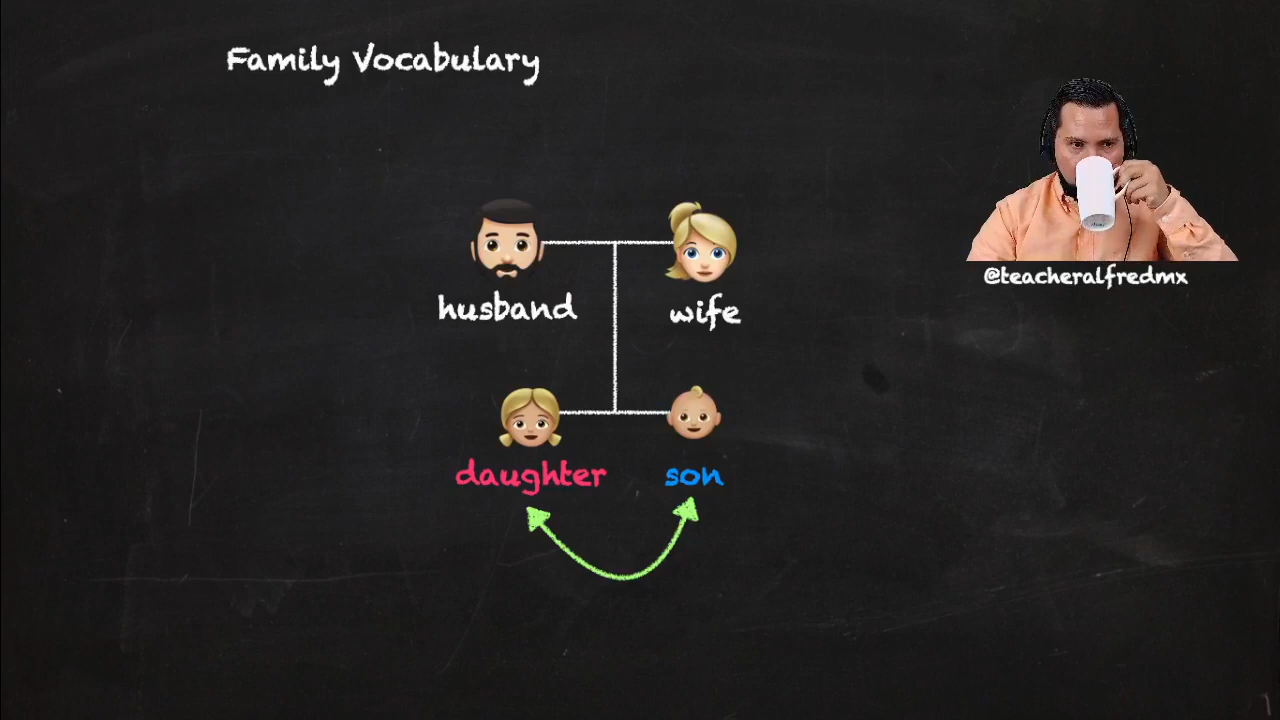 Family Vocabulary
@teacheralfredmx
husband
wife
daughter
son